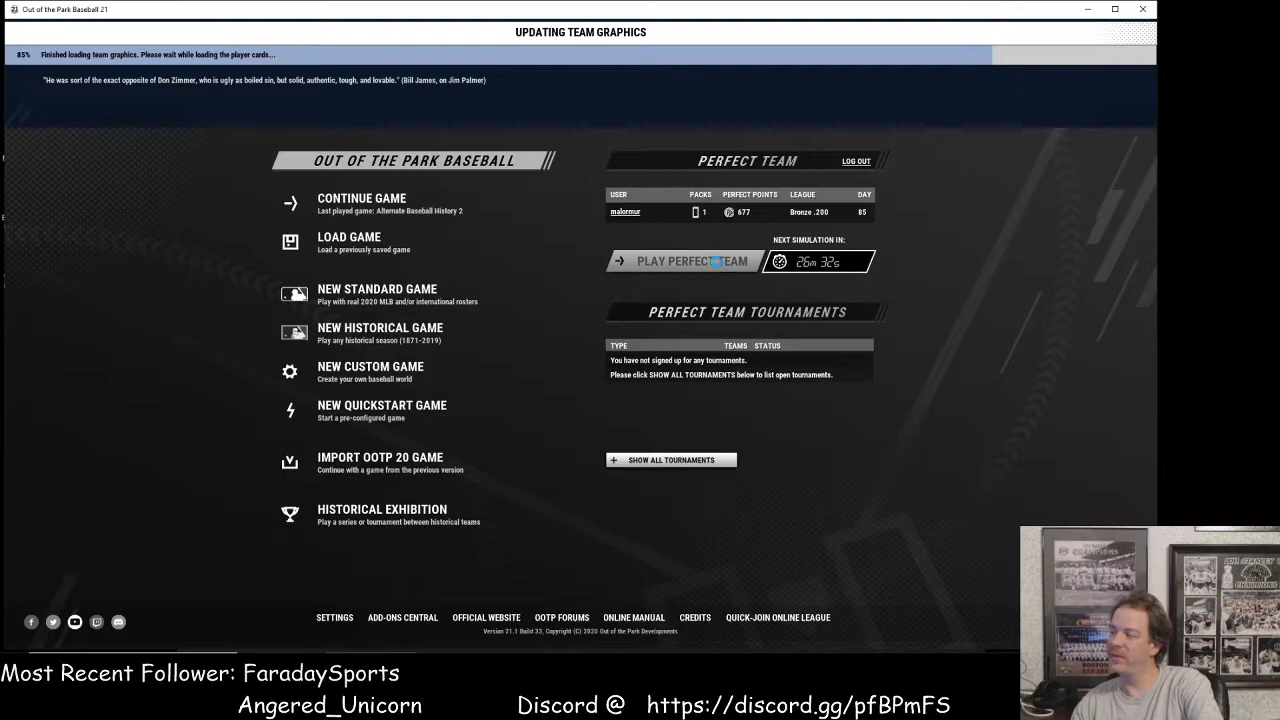 Out of the Park Baseball 21
UPDATING TEAM GRAPHICS
85% Finished loading team graphics. Please wait while loading the player cards...
"He was sort of the exact opposite of Don Zimmer, who is ugly as boiled sin, but solid, authentic, tough, and lovable." (Bill James, on Jim Palmer)
OUT OF THE PARK BASEBALL
CONTINUE GAME
Last played game: Alternate Baseball History 2
LOAD GAME
Load a previously saved game
NEW STANDARD GAME
Play with real 2020 MLB and/or international rosters
NEW HISTORICAL GAME
Play any historical season (1871-2019)
NEW CUSTOM GAME
Create your own baseball world
NEW QUICKSTART GAME
Start a pre-configured game
IMPORT OOTP 20 GAME
Continue with a game from the previous version
HISTORICAL EXHIBITION
Play a series or tournament between historical teams
PERFECT TEAM LOG OUT
USER PACKS PERFECT POINTS LEAGUE DAY
malormur 1 677 Bronze .200 85
NEXT SIMULATION IN:
PLAY PERFECT TEAM 26m 32s
PERFECT TEAM TOURNAMENTS
TYPE TEAMS STATUS
You have not signed up for any tournaments.
Please click SHOW ALL TOURNAMENTS below to list open tournaments.
+ SHOW ALL TOURNAMENTS
SETTINGS ADD-ONS CENTRAL OFFICIAL WEBSITE OOTP FORUMS ONLINE MANUAL CREDITS QUICK-JOIN ONLINE LEAGUE
Version 21.1 Build 33, Copyright (C) 2020 Out of the Park Developments
CHAMPIONS
2011 STANLEY
CHAMPIONS
BOSTON
Most Recent Follower: FaradaySports
Angered_Unicorn Discord @ https://discord.gg/pfBPmFS